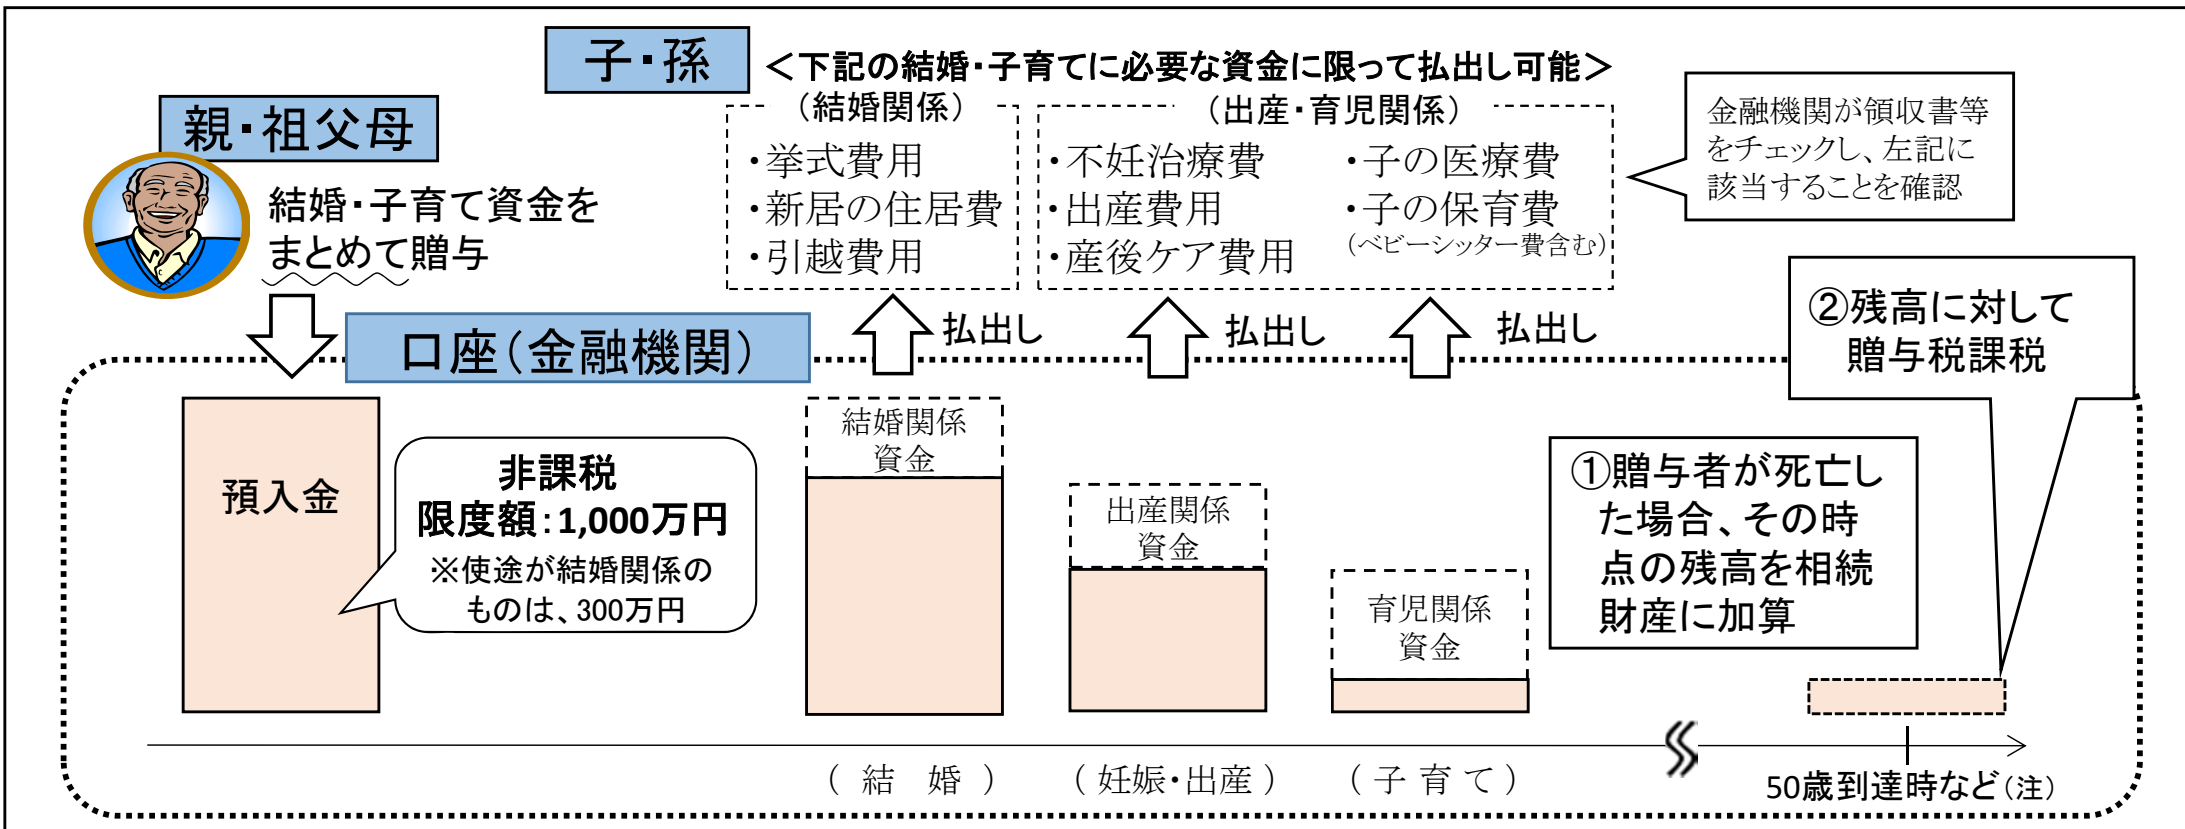 子・孫
＜下記の結婚・子育てに必要な資金に限って払出し可能＞
親・祖父母
結婚・子育て資金を
まとめて贈与
（結婚関係）
・挙式費用
・新居の住居費
・引越費用
（出産・育児関係）
・不妊治療費
・出産費用
・産後ケア費用
・子の医療費
・子の保育費
（ベビーシッター費含む）
金融機関が領収書等
をチェックし、左記に
該当することを確認
口座（金融機関）
払出し
払出し
払出し
②残高に対して
贈与税課税
預入金
非課税
限度額：1,000万円
※使途が結婚関係の
ものは、300万円
結婚関係
資金
出産関係
資金
育児関係
資金
①贈与者が死亡し
た場合、その時
点の残高を相続
財産に加算
（結 婚）
（妊娠・出産）
（子育て）
50歳到達時など（注）